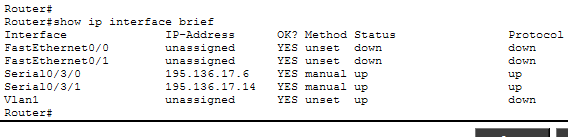 Router#
Router#show ip interface brief
Interface IP-Address OK? Method Status Protocol
FastEthernet0/0 unassigned YES unset down down
FastEthernet0/1 unassigned YES unset down down
Serial0/3/0 195.136.17.6 YES manual up up
Serial0/3/1 195.136.17.14 YES manual up up
Vlan1 unassigned YES unset up down
Router#